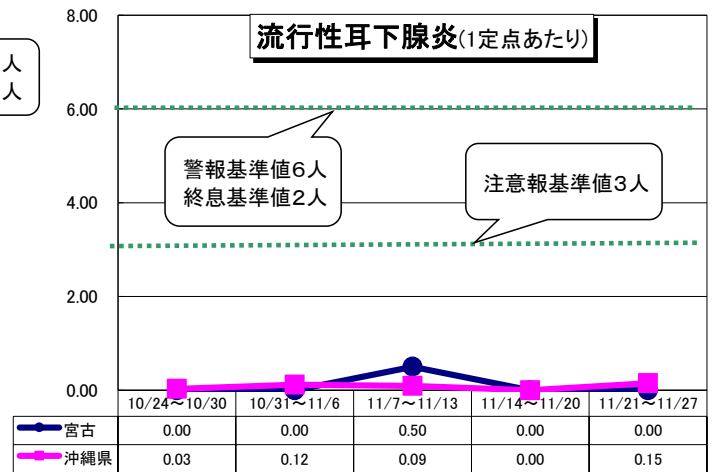 8.00
流行性耳下腺炎(1定点あたり)
人
人
6.00
警報基準値6人
終息基準値2人
注意報基準値3人
4.00
2.00
0.00
10/24～10/30 10/31～11/6 11/7～11/13 11/14～11/20 11/21～11/27
宮古 0.00 0.00 0.50 0.00 0.00
沖縄県 0.03 0.12 0.09 0.00 0.15